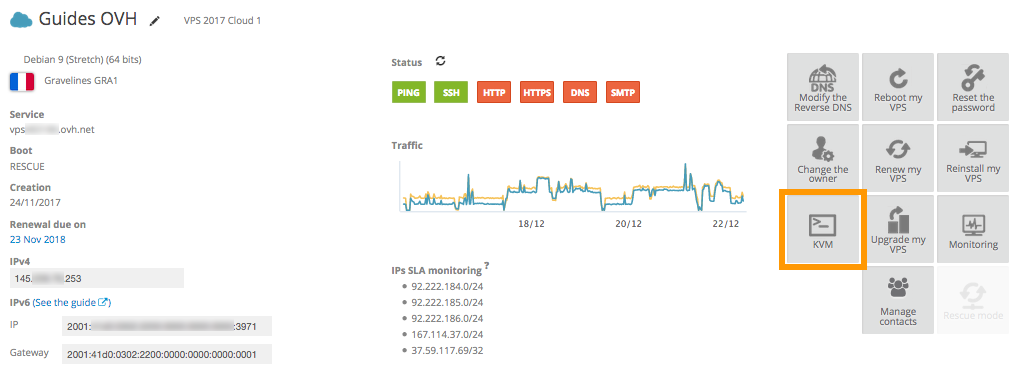 Guides OVH
VPS 2017 Cloud 1
Debian 9 (Stretch) (64 bits)
Gravelines GRA1
Service
vps .ovh.net
Boot
RESCUE
Creation
24/11/2017
Renewal due on
23 Nov 2018
IPv4
145. .253
IPv6 (See the guide )
IP
2001: :3971
Gateway
2001:41d0:0302:2200:0000:0000:0000:0001
Status
PING
SSH
HTTP
HTTPS
DNS
SMTP
Traffic
18/12
20/12
22/12
IPs SLA monitoring ?
92.222.184.0/24
92.222.185.0/24
92.222.186.0/24
167.114.37.0/24
37.59.117.69/32
DNS
Modify the
Reverse DNS
Reboot my
VPS
Reset the
password
Change the
owner
Renew my
VPS
Reinstall my
VPS
KVM
Upgrade my
VPS
Monitoring
Manage
contacts
Rescue mode